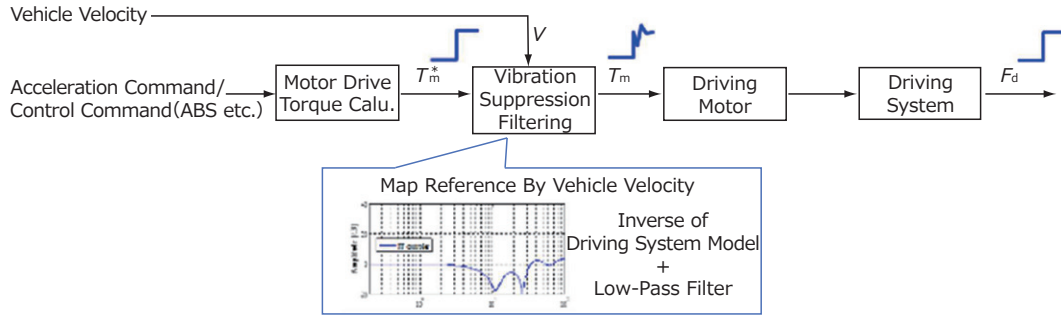 Vehicle Velocity
V
T*m
Tm
Fd
Acceleration Command/
Control Command(ABS etc.)
Motor Drive
Torque Calu.
Vibration
Suppression
Filtering
Driving
Motor
Driving
System
Map Reference By Vehicle Velocity
Inverse of
Driving System Model
+
Low-Pass Filter